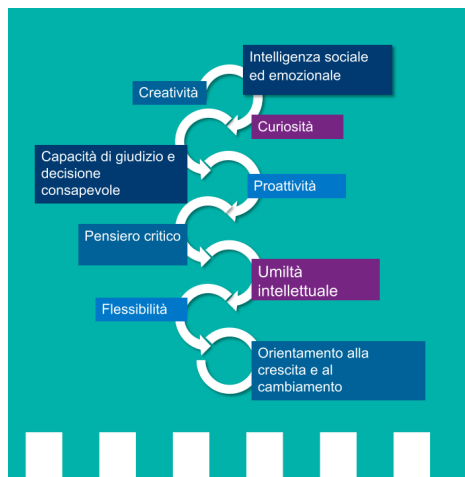 Intelligenza sociale
ed emozionale
Creatività
Curiosità
Capacità di giudizio e
decisione
consapevole
Proattività
Pensiero critico
Umiltà
intellettuale
Flessibilità
Orientamento alla
crescita e al
cambiamento